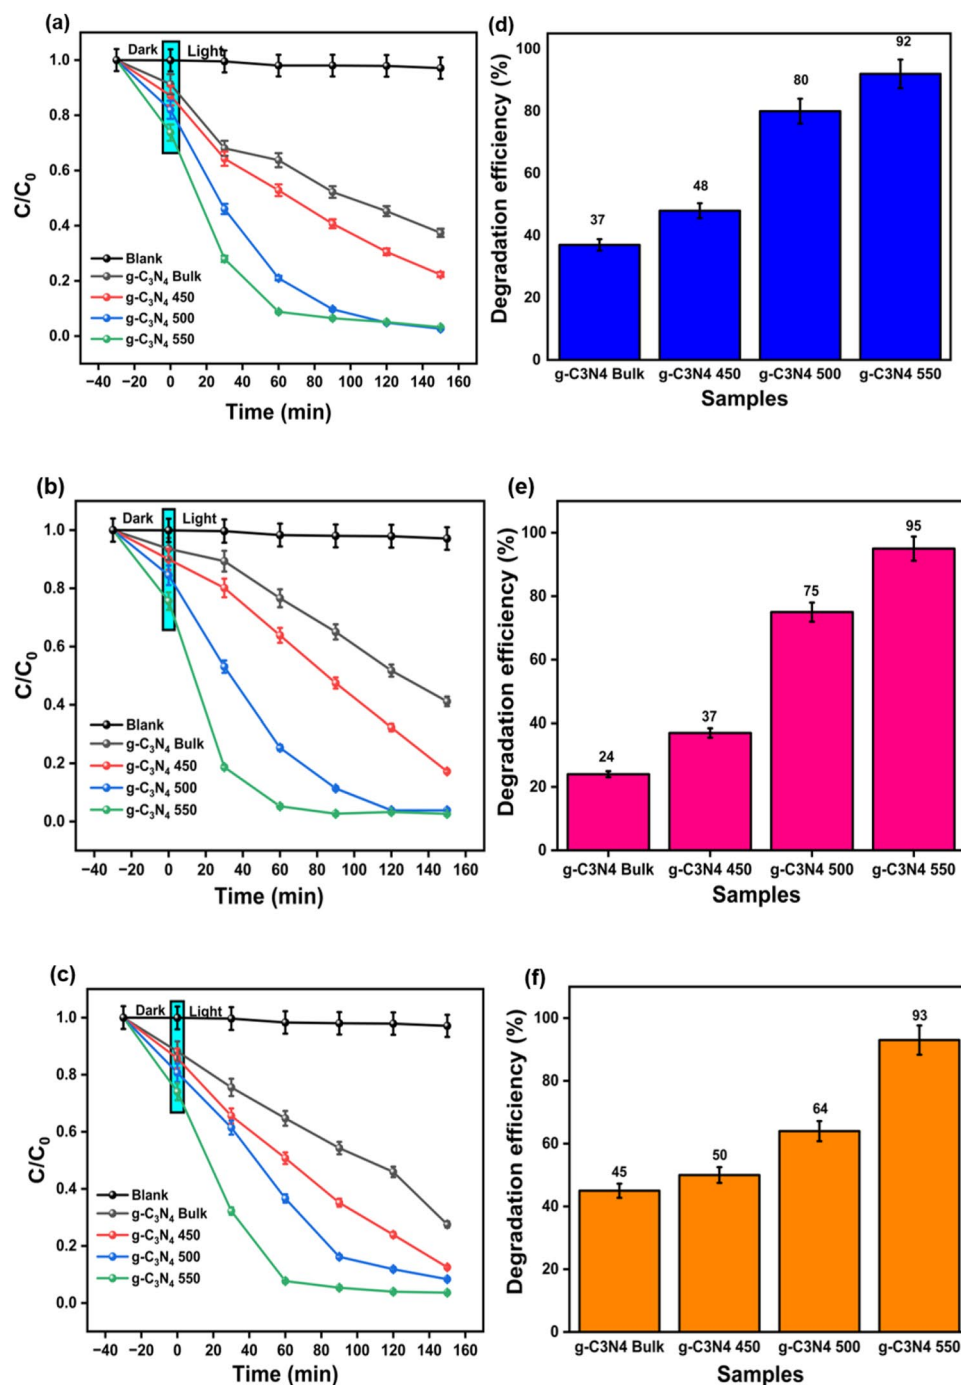 (a)
Dark Light
1.0
0.8
0.6
0.4
0.2
0.0
C/C₀
Blank
g-C₃N₄ Bulk
g-C₃N₄ 450
g-C₃N₄ 500
g-C₃N₄ 550
−40 −20 0 20 40 60 80 100 120 140 160
Time (min)
(d)
100
80
60
40
20
0
Degradation efficiency (%)
37
48
80
92
g-C3N4 Bulk g-C3N4 450 g-C3N4 500 g-C3N4 550
Samples
(b)
Dark Light
1.0
0.8
0.6
0.4
0.2
0.0
C/C₀
Blank
g-C₃N₄ Bulk
g-C₃N₄ 450
g-C₃N₄ 500
g-C₃N₄ 550
−40 −20 0 20 40 60 80 100 120 140 160
Time (min)
(e)
100
80
60
40
20
0
Degradation efficiency (%)
24
37
75
95
g-C3N4 Bulk g-C3N4 450 g-C3N4 500 g-C3N4 550
Samples
(c)
Dark Light
1.0
0.8
0.6
0.4
0.2
0.0
C/C₀
Blank
g-C₃N₄ Bulk
g-C₃N₄ 450
g-C₃N₄ 500
g-C₃N₄ 550
−40 −20 0 20 40 60 80 100 120 140 160
Time (min)
(f)
100
80
60
40
20
0
Degradation efficiency (%)
45
50
64
93
g-C3N4 Bulk g-C3N4 450 g-C3N4 500 g-C3N4 550
Samples